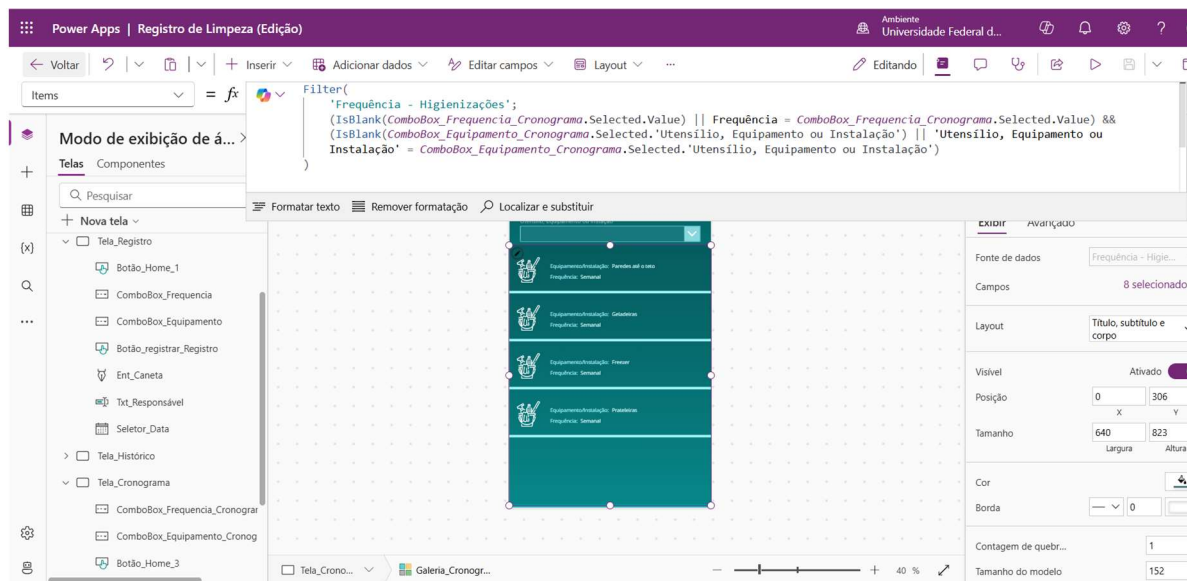 Power Apps | Registro de Limpeza (Edição)
Ambiente
Universidade Federal d...
?
Voltar
Inserir
Adicionar dados
Editar campos
Layout
...
Editando
Items
= fx
Filter(
'Frequência - Higienizações';
(IsBlank(ComboBox_Frequencia_Cronograma.Selected.Value) || Frequência = ComboBox_Frequencia_Cronograma.Selected.Value) &&
(IsBlank(ComboBox_Equipamento_Cronograma.Selected.'Utensílio, Equipamento ou Instalação') || 'Utensílio, Equipamento ou
Instalação' = ComboBox_Equipamento_Cronograma.Selected.'Utensílio, Equipamento ou Instalação')
)
Formatar texto
Remover formatação
Localizar e substituir
Modo de exibição de á...
Telas
Componentes
Pesquisar
Nova tela
Tela_Registro
Botão_Home_1
ComboBox_Frequencia
ComboBox_Equipamento
Botão_registrar_Registro
Ent_Caneta
Txt_Responsável
Seletor_Data
Tela_Histórico
Tela_Cronograma
ComboBox_Frequencia_Cronograr
ComboBox_Equipamento_Cronog
Botão_Home_3
Equipamento/Instalação: Paredes até o teto
Frequência: Semanal
Equipamento/Instalação: Geladeiras
Frequência: Semanal
Equipamento/Instalação: Freezer
Frequência: Semanal
Equipamento/Instalação: Prateleiras
Frequência: Semanal
Tela_Crono...
Galeria_Cronogr...
40 %
Exibir
Avançado
Fonte de dados
Frequência - Higie...
Campos
8 selecionado
Layout
Título, subtítulo e
corpo
Visível
Ativado
Posição
0
306
X
Y
Tamanho
640
823
Largura
Altura
Cor
Borda
0
Contagem de quebr...
1
Tamanho do modelo
152